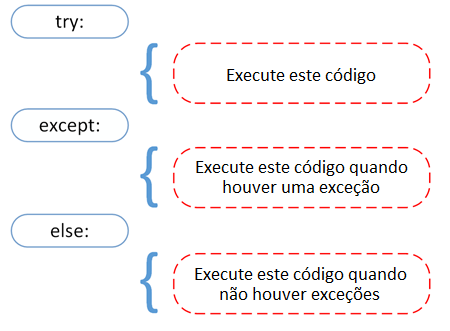 try:
Execute este código
except:
Execute este código quando
houver uma exceção
else:
Execute este código quando
não houver exceções